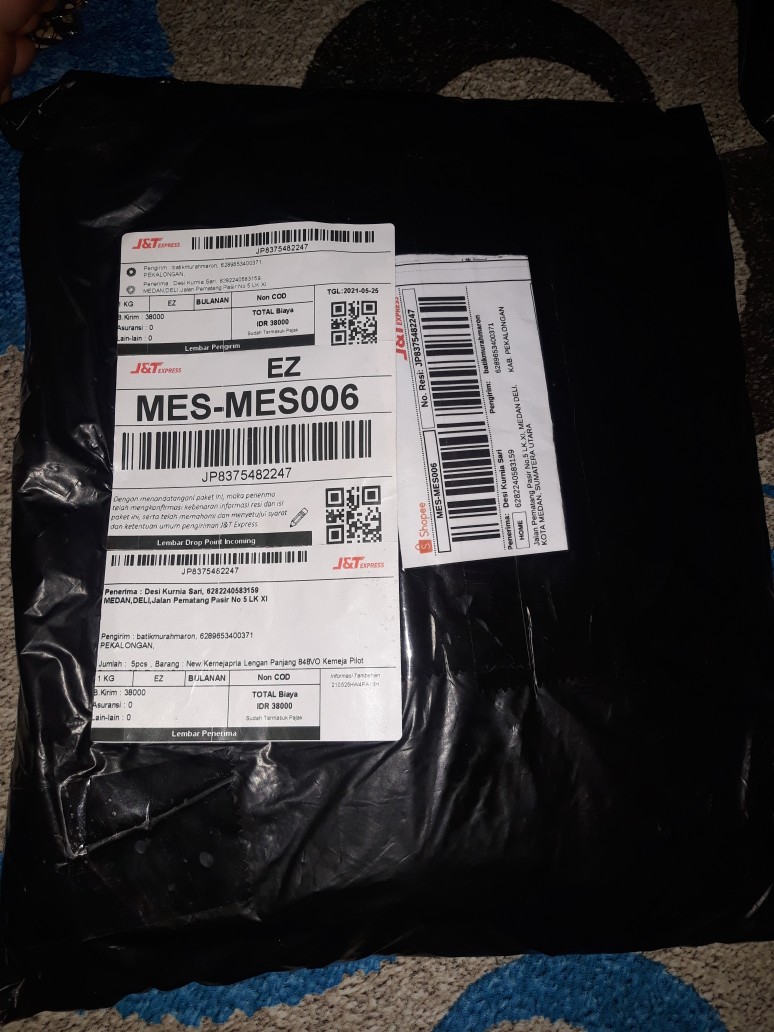 J&T EXPRESS
JP8375482247
Pengirim : batikmurahmaron, 6289653400371
PEKALONGAN,
Penerima : Desi Kurnia Sari, 6282240583159
MEDAN,DELI,Jalan Pematang Pasir No 5 LK XI
1 KG EZ BULANAN Non COD TGL:2021-05-25
B.Kirim : 38000
Asuransi : 0
Lain-lain : 0
TOTAL Biaya
IDR 38000
Sudah Termasuk Pajak
Lembar Pengirim
J&T EXPRESS
EZ
MES-MES006
JP8375482247
Dengan menandatangani paket ini, maka penerima
telah mengkonfirmasi kebenaran informasi resi dan isi
paket ini, serta telah memahami dan menyetujui syarat
dan ketentuan umum pengiriman J&T Express
Lembar Drop Point Incoming
JP8375482247
J&T EXPRESS
Penerima : Desi Kurnia Sari, 6282240583159
MEDAN,DELI,Jalan Pematang Pasir No 5 LK XI
Pengirim : batikmurahmaron, 6289653400371
PEKALONGAN,
Jumlah : 5pcs , Barang : New Kemejapria Lengan Panjang 848VO Kemeja Pilot
1 KG EZ BULANAN Non COD
Informasi Tambahan
B.Kirim : 38000
Asuransi : 0
Lain-lain : 0
TOTAL Biaya
IDR 38000
Sudah Termasuk Pajak
Lembar Penerima
Shopee
J&T EXPRESS
MES-MES006
No. Resi: JP8375482247
Penerima: Desi Kurnia Sari
6282240583159
HOME
Jalan Pematang Pasir No.5 LK.XI, MEDAN DELI,
KOTA MEDAN, SUMATERA UTARA
Pengirim: batikmurahmaron
6289653400371
KAB. PEKALONGAN